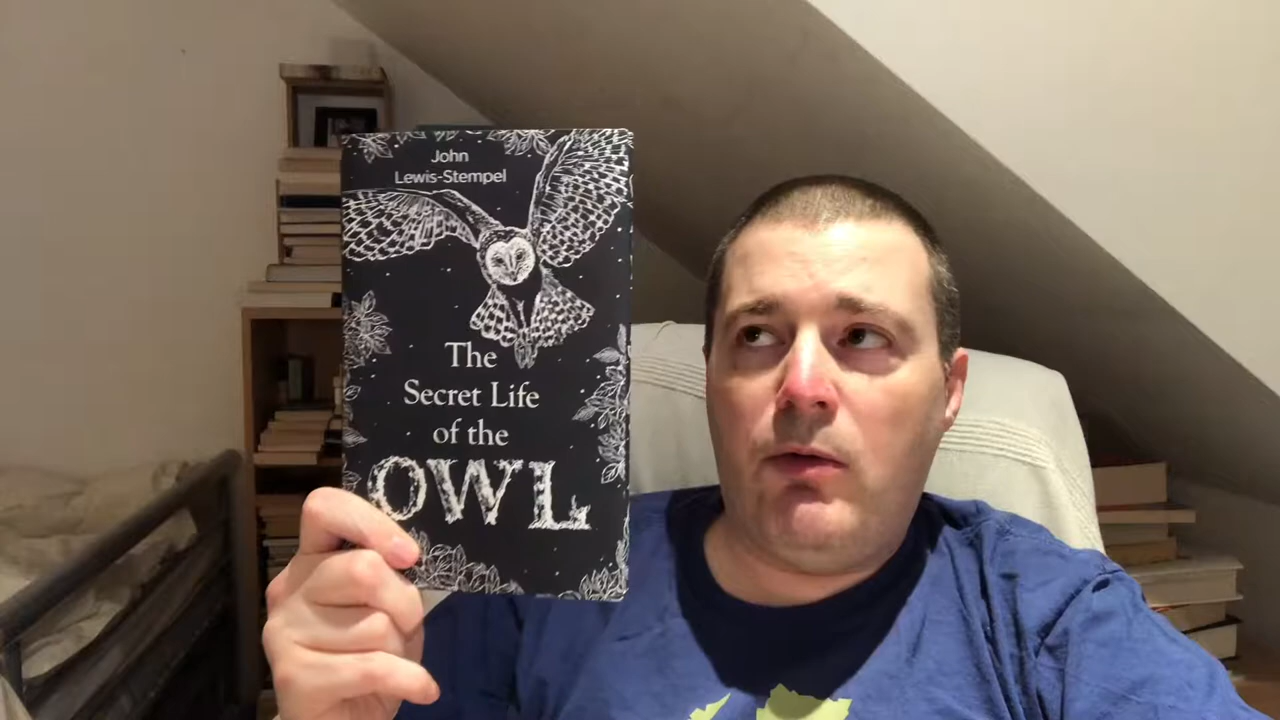 John
Lewis-Stempel
The
Secret Life
of the
OWL